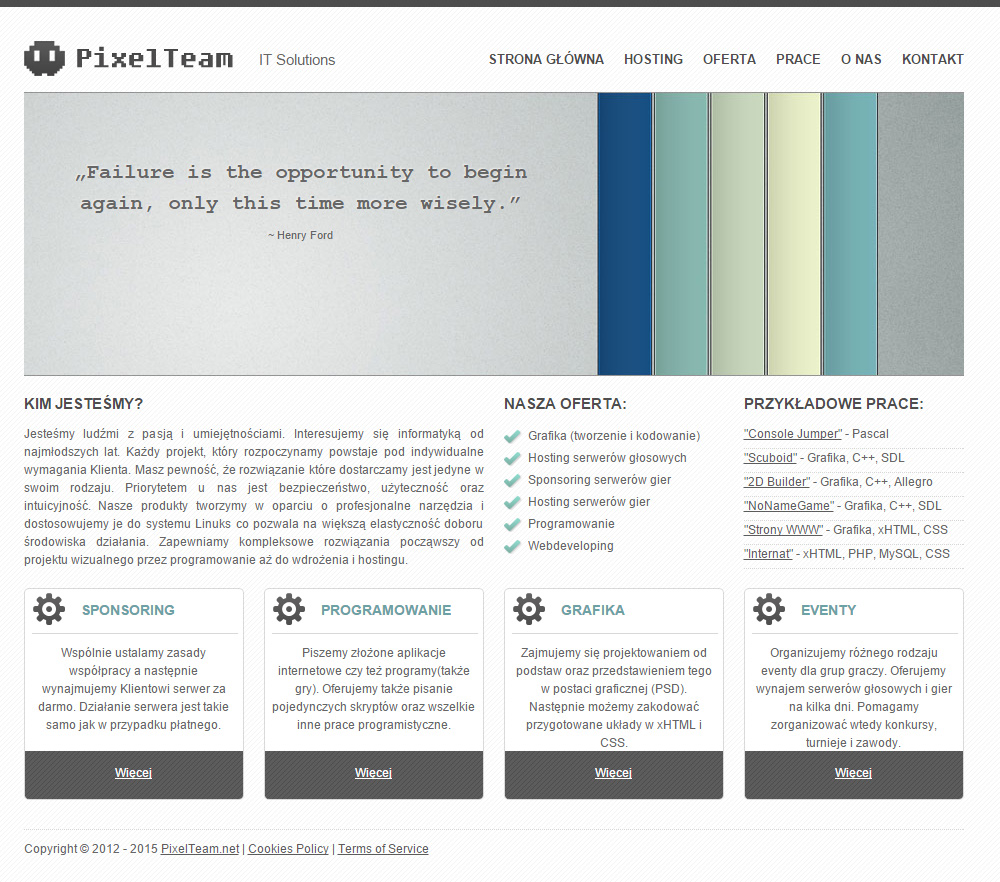 PixelTeam IT Solutions
STRONA GŁÓWNA HOSTING OFERTA PRACE O NAS KONTAKT
„Failure is the opportunity to begin
again, only this time more wisely.”
~ Henry Ford
KIM JESTEŚMY?
Jesteśmy ludźmi z pasją i umiejętnościami. Interesujemy się informatyką od
najmłodszych lat. Każdy projekt, który rozpoczynamy powstaje pod indywidualne
wymagania Klienta. Masz pewność, że rozwiązanie które dostarczamy jest jedyne w
swoim rodzaju. Priorytetem u nas jest bezpieczeństwo, użyteczność oraz
intuicyjność. Nasze produkty tworzymy w oparciu o profesjonalne narzędzia i
dostosowujemy je do systemu Linuks co pozwala na większą elastyczność doboru
środowiska działania. Zapewniamy kompleksowe rozwiązania począwszy od
projektu wizualnego przez programowanie aż do wdrożenia i hostingu.
NASZA OFERTA:
Grafika (tworzenie i kodowanie)
Hosting serwerów głosowych
Sponsoring serwerów gier
Hosting serwerów gier
Programowanie
Webdeveloping
PRZYKŁADOWE PRACE:
"Console Jumper" - Pascal
"Scuboid" - Grafika, C++, SDL
"2D Builder" - Grafika, C++, Allegro
"NoNameGame" - Grafika, C++, SDL
"Strony WWW" - Grafika, xHTML, CSS
"Internat" - xHTML, PHP, MySQL, CSS
SPONSORING
Wspólnie ustalamy zasady
współpracy a następnie
wynajmujemy Klientowi serwer za
darmo. Działanie serwera jest takie
samo jak w przypadku płatnego.
Więcej
PROGRAMOWANIE
Piszemy złożone aplikacje
internetowe czy też programy(także
gry). Oferujemy także pisanie
pojedynczych skryptów oraz wszelkie
inne prace programistyczne.
Więcej
GRAFIKA
Zajmujemy się projektowaniem od
podstaw oraz przedstawieniem tego
w postaci graficznej (PSD).
Następnie możemy zakodować
przygotowane układy w xHTML i
CSS.
Więcej
EVENTY
Organizujemy różnego rodzaju
eventy dla grup graczy. Oferujemy
wynajem serwerów głosowych i gier
na kilka dni. Pomagamy
zorganizować wtedy konkursy,
turnieje i zawody.
Więcej
Copyright © 2012 - 2015 PixelTeam.net | Cookies Policy | Terms of Service